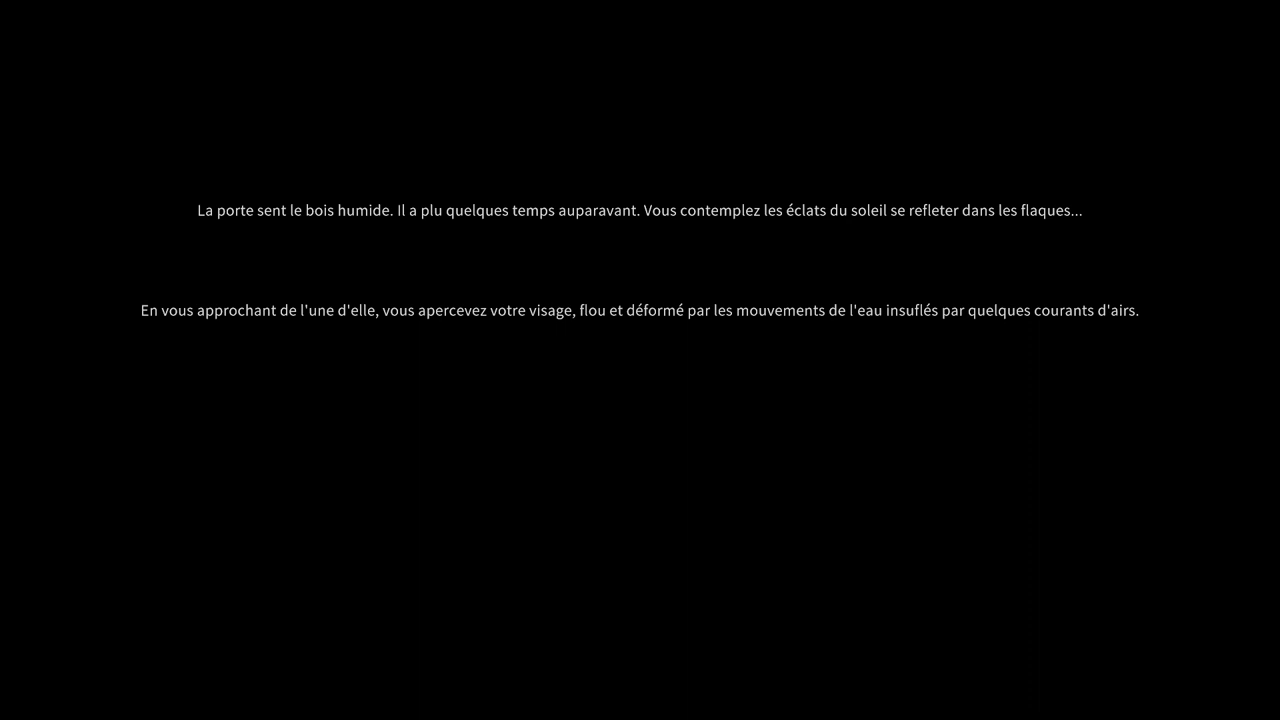 La porte sent le bois humide. Il a plu quelques temps auparavant. Vous contemplez les éclats du soleil se refleter dans les flaques...
En vous approchant de l'une d'elle, vous apercevez votre visage, flou et déformé par les mouvements de l'eau insuflés par quelques courants d'airs.